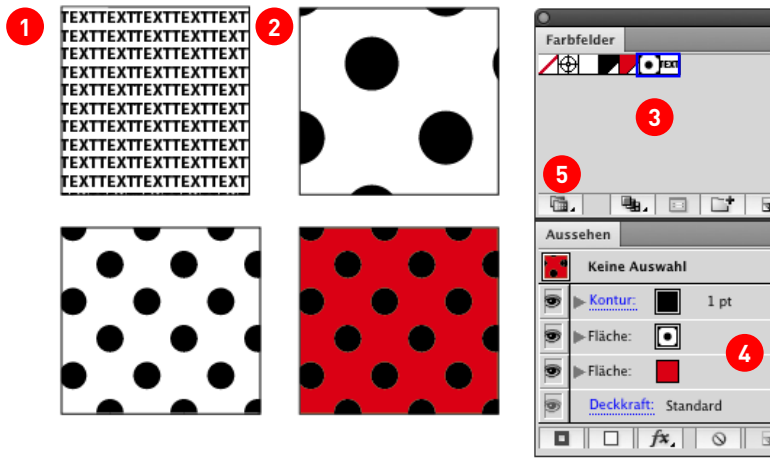 1
2
TEXTTEXTTEXTTEXTTEXT
TEXTTEXTTEXTTEXTTEXT
TEXTTEXTTEXTTEXTTEXT
TEXTTEXTTEXTTEXTTEXT
TEXTTEXTTEXTTEXTTEXT
TEXTTEXTTEXTTEXTTEXT
TEXTTEXTTEXTTEXTTEXT
TEXTTEXTTEXTTEXTTEXT
TEXTTEXTTEXTTEXTTEXT
TEXTTEXTTEXTTEXTTEXT
Farbfelder
TEXT
3
5
Aussehen
Keine Auswahl
Kontur: 1 pt
Fläche:
4
Fläche:
Deckkraft: Standard
fx